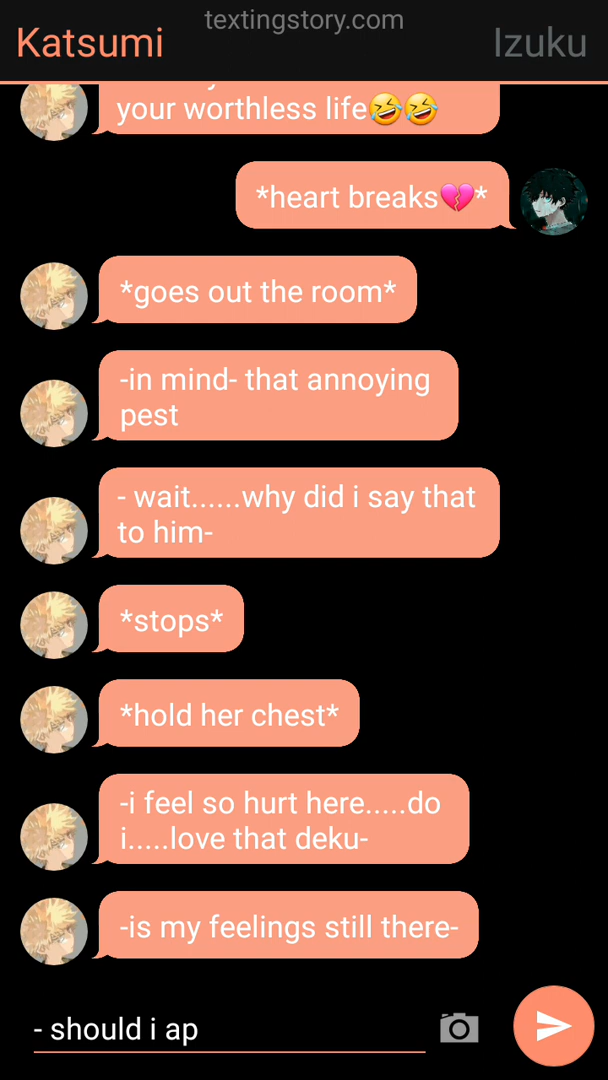 textingstory.com
Katsumi
Izuku
your worthless life🤣🤣
*heart breaks💔*
*goes out the room*
-in mind- that annoying
pest
- wait......why did i say that
to him-
*stops*
*hold her chest*
-i feel so hurt here.....do
i.....love that deku-
-is my feelings still there-
- should i ap